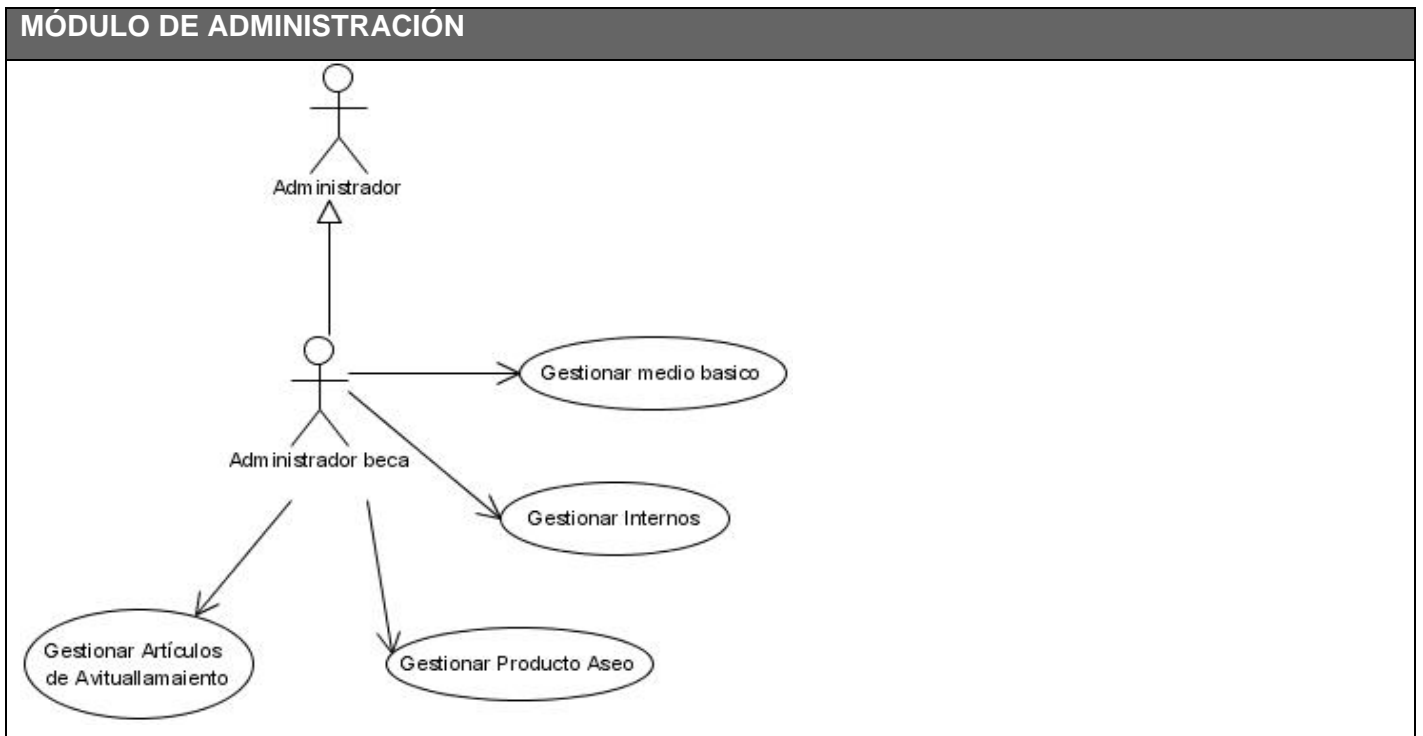 MÓDULO DE ADMINISTRACIÓN
Administrador
Gestionar medio basico
Administrador beca
Gestionar Internos
Gestionar Artículos
de Avituallamaiento
Gestionar Producto Aseo